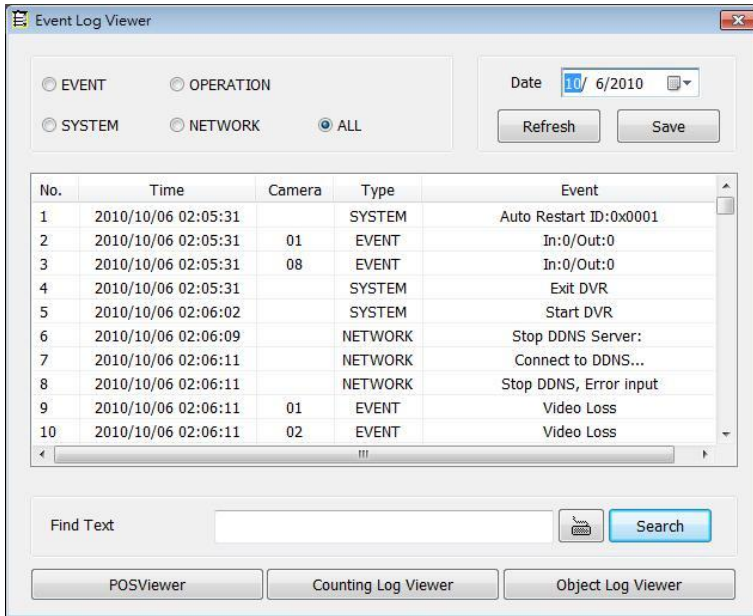 Event Log Viewer
EVENT OPERATION
SYSTEM NETWORK ALL
Date 10/ 6/2010
Refresh Save
No. Time Camera Type Event
1 2010/10/06 02:05:31 SYSTEM Auto Restart ID:0x0001
2 2010/10/06 02:05:31 01 EVENT In:0/Out:0
3 2010/10/06 02:05:31 08 EVENT In:0/Out:0
4 2010/10/06 02:05:31 SYSTEM Exit DVR
5 2010/10/06 02:06:02 SYSTEM Start DVR
6 2010/10/06 02:06:09 NETWORK Stop DDNS Server:
7 2010/10/06 02:06:11 NETWORK Connect to DDNS...
8 2010/10/06 02:06:11 NETWORK Stop DDNS, Error input
9 2010/10/06 02:06:11 01 EVENT Video Loss
10 2010/10/06 02:06:11 02 EVENT Video Loss
Find Text Search
POSViewer Counting Log Viewer Object Log Viewer